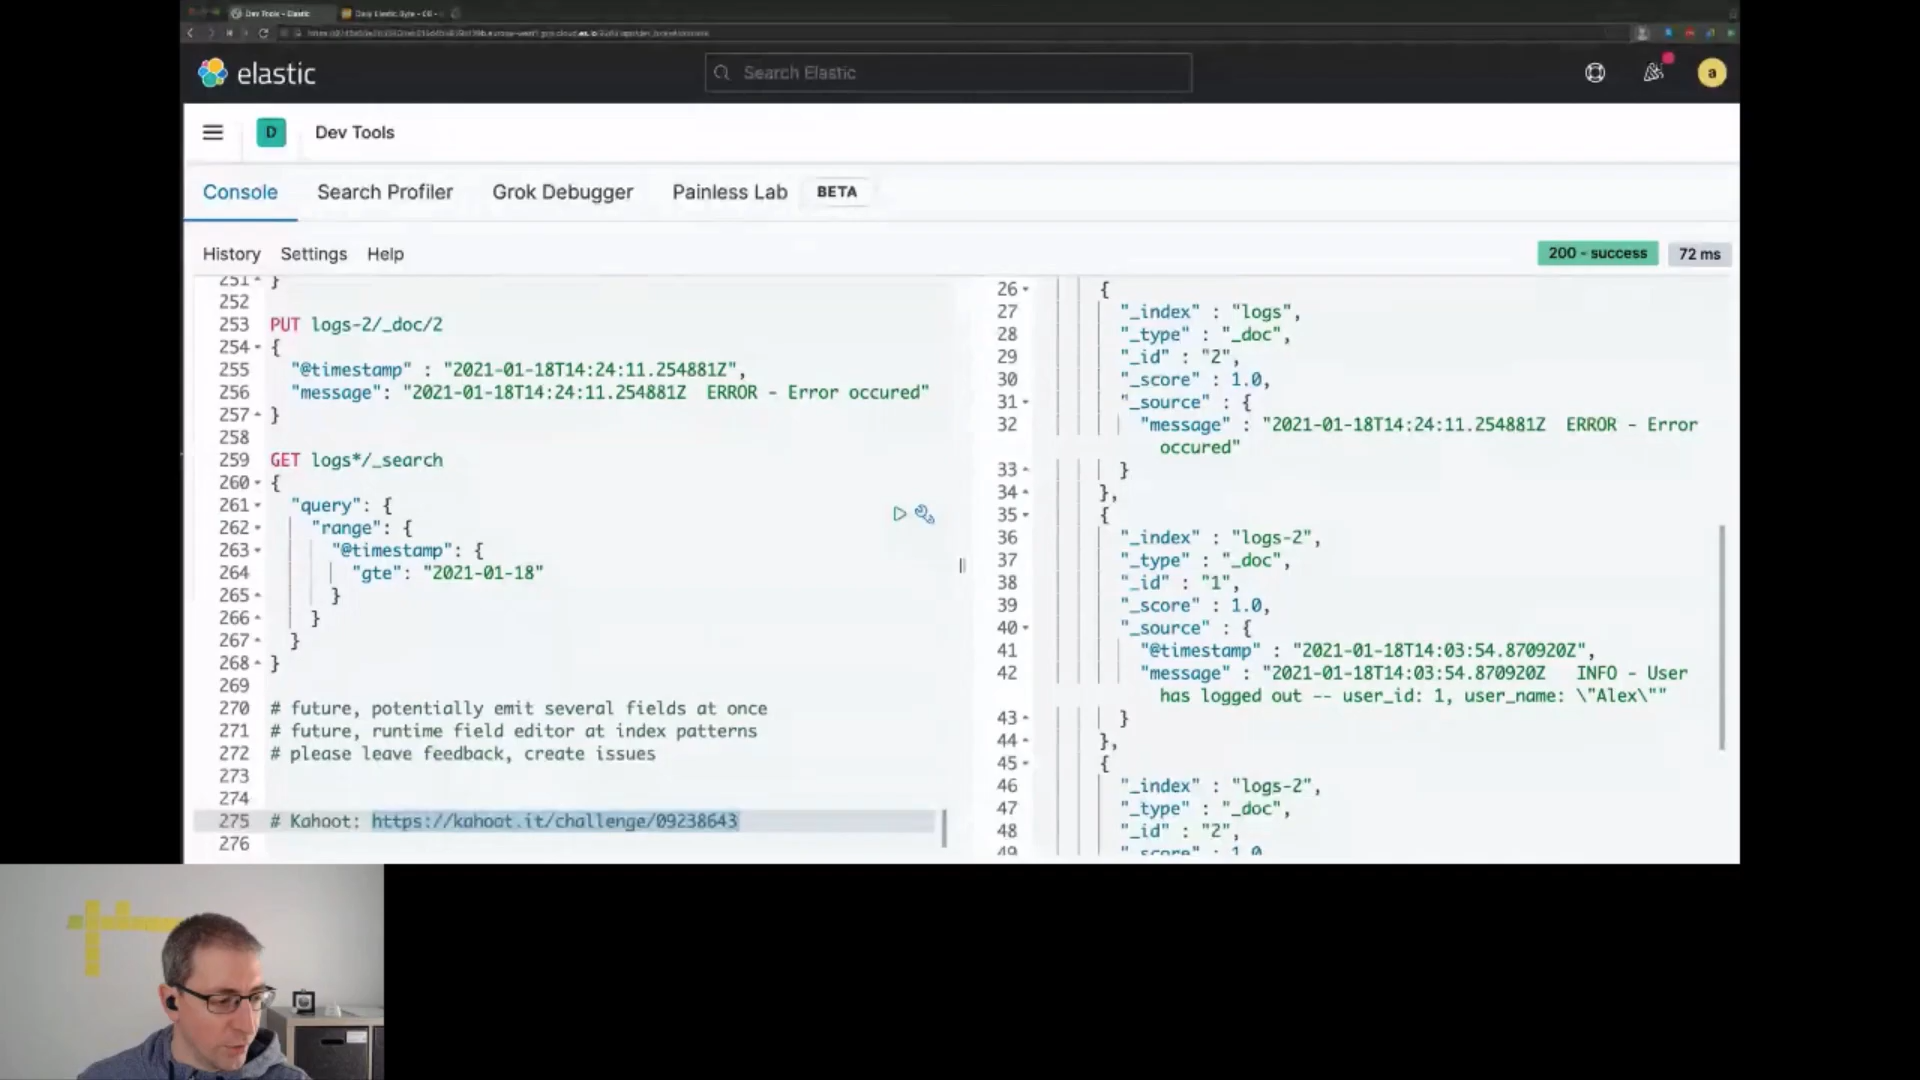 Dev Tools - Elastic
elastic
Search Elastic
a
D
Dev Tools
Console
Search Profiler
Grok Debugger
Painless Lab
BETA
History
Settings
Help
200 - success
72 ms
251 }
252
253 PUT logs-2/_doc/2
254 {
255 "@timestamp" : "2021-01-18T14:24:11.254881Z",
256 "message": "2021-01-18T14:24:11.254881Z  ERROR - Error occured"
257 }
258
259 GET logs*/_search
260 {
261 "query": {
262 "range": {
263 "@timestamp": {
264 "gte": "2021-01-18"
265 }
266 }
267 }
268 }
269
270 # future, potentially emit several fields at once
271 # future, runtime field editor at index patterns
272 # please leave feedback, create issues
273
274
275 # Kahoot: https://kahoot.it/challenge/09238643
276
26 {
27 "_index" : "logs",
28 "_type" : "_doc",
29 "_id" : "2",
30 "_score" : 1.0,
31 "_source" : {
32 "message" : "2021-01-18T14:24:11.254881Z  ERROR - Error
occured"
33 }
34 },
35 {
36 "_index" : "logs-2",
37 "_type" : "_doc",
38 "_id" : "1",
39 "_score" : 1.0,
40 "_source" : {
41 "@timestamp" : "2021-01-18T14:03:54.870920Z",
42 "message" : "2021-01-18T14:03:54.870920Z   INFO - User
has logged out -- user_id: 1, user_name: \"Alex\""
43 }
44 },
45 {
46 "_index" : "logs-2",
47 "_type" : "_doc",
48 "_id" : "2",
49 "_score" : 1.0